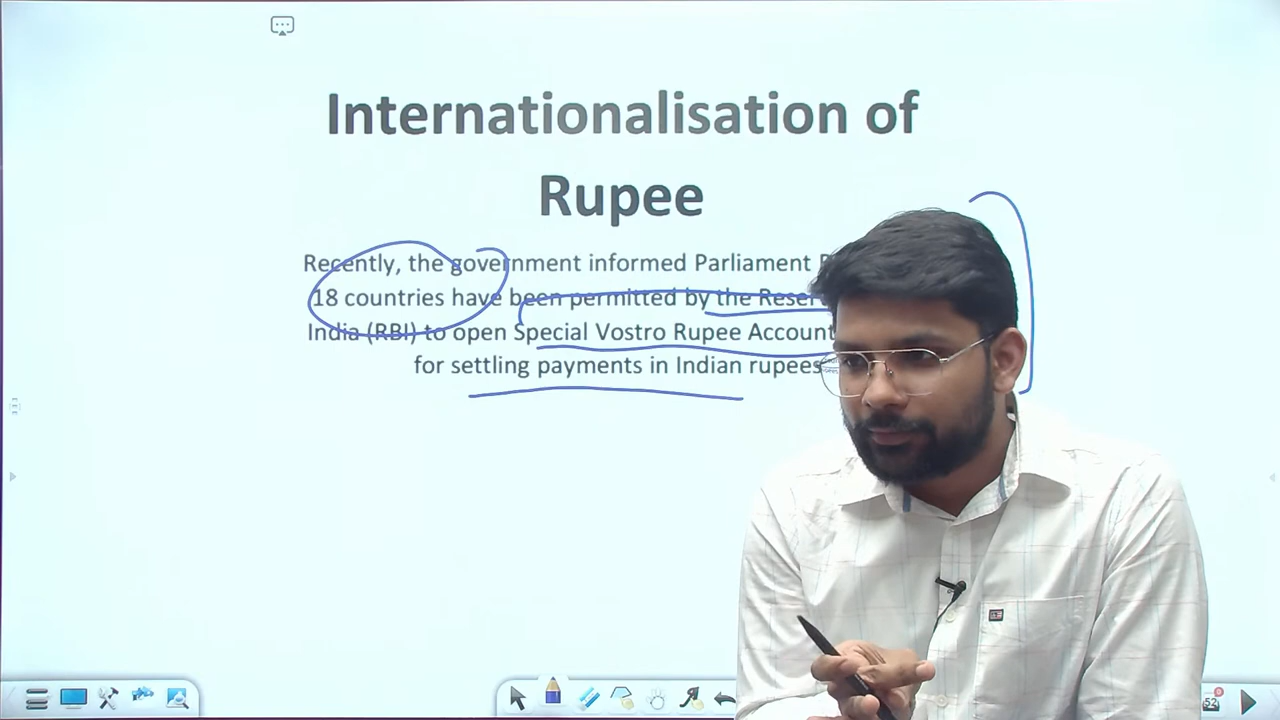 Internationalisation of
Rupee
Recently, the government informed Parliament
18 countries have been permitted by the
India (RBI) to open Special Vostro Rupee
for settling payments in Indian rupees
52